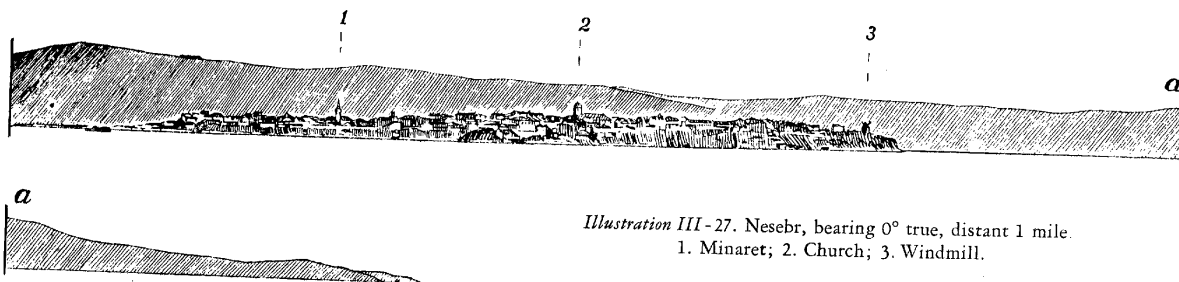 1 2 3
a
a
Illustration III-27. Nesebr, bearing 0° true, distant 1 mile.
1. Minaret; 2. Church; 3. Windmill.